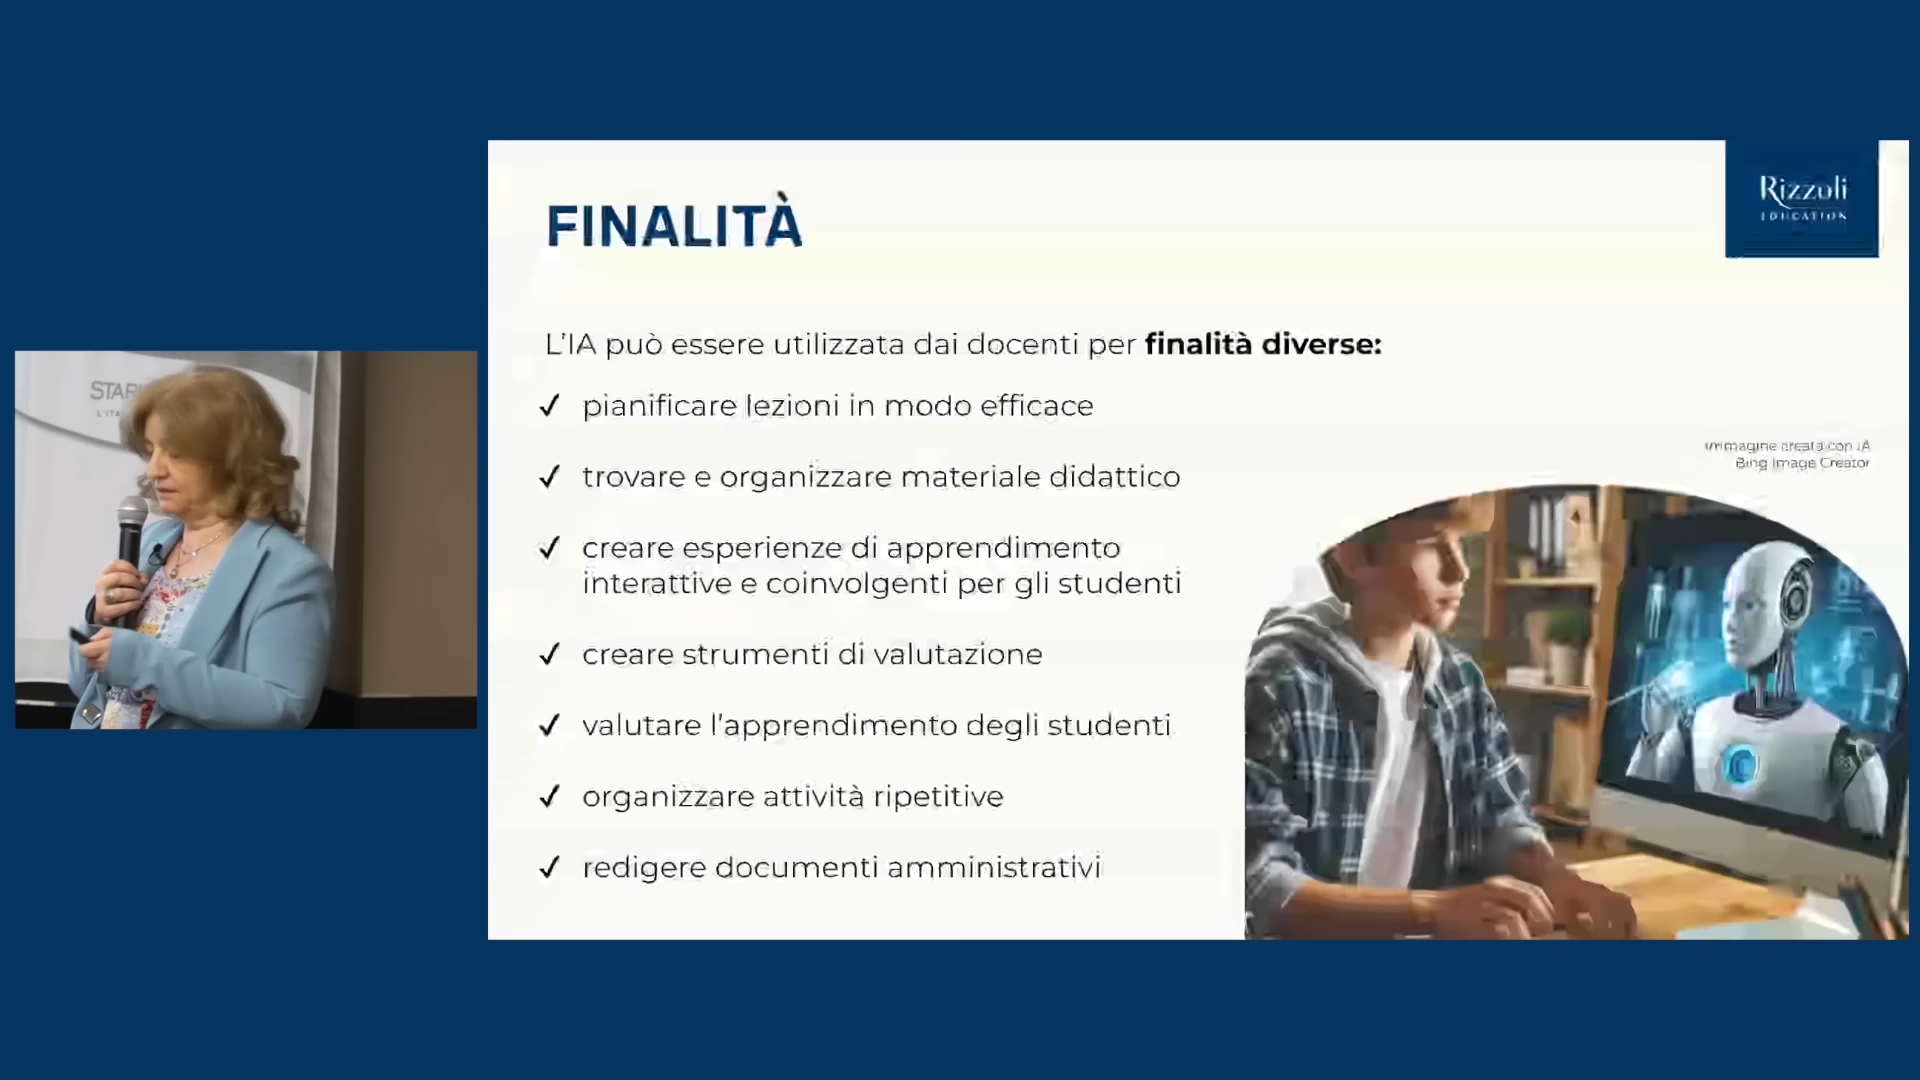 FINALITÀ
Rizzoli
EDUCATION
L'IA può essere utilizzata dai docenti per finalità diverse:
✓ pianificare lezioni in modo efficace
✓ trovare e organizzare materiale didattico
✓ creare esperienze di apprendimento
interattive e coinvolgenti per gli studenti
✓ creare strumenti di valutazione
✓ valutare l'apprendimento degli studenti
✓ organizzare attività ripetitive
✓ redigere documenti amministrativi
Immagine creata con IA
Bing Image Creator